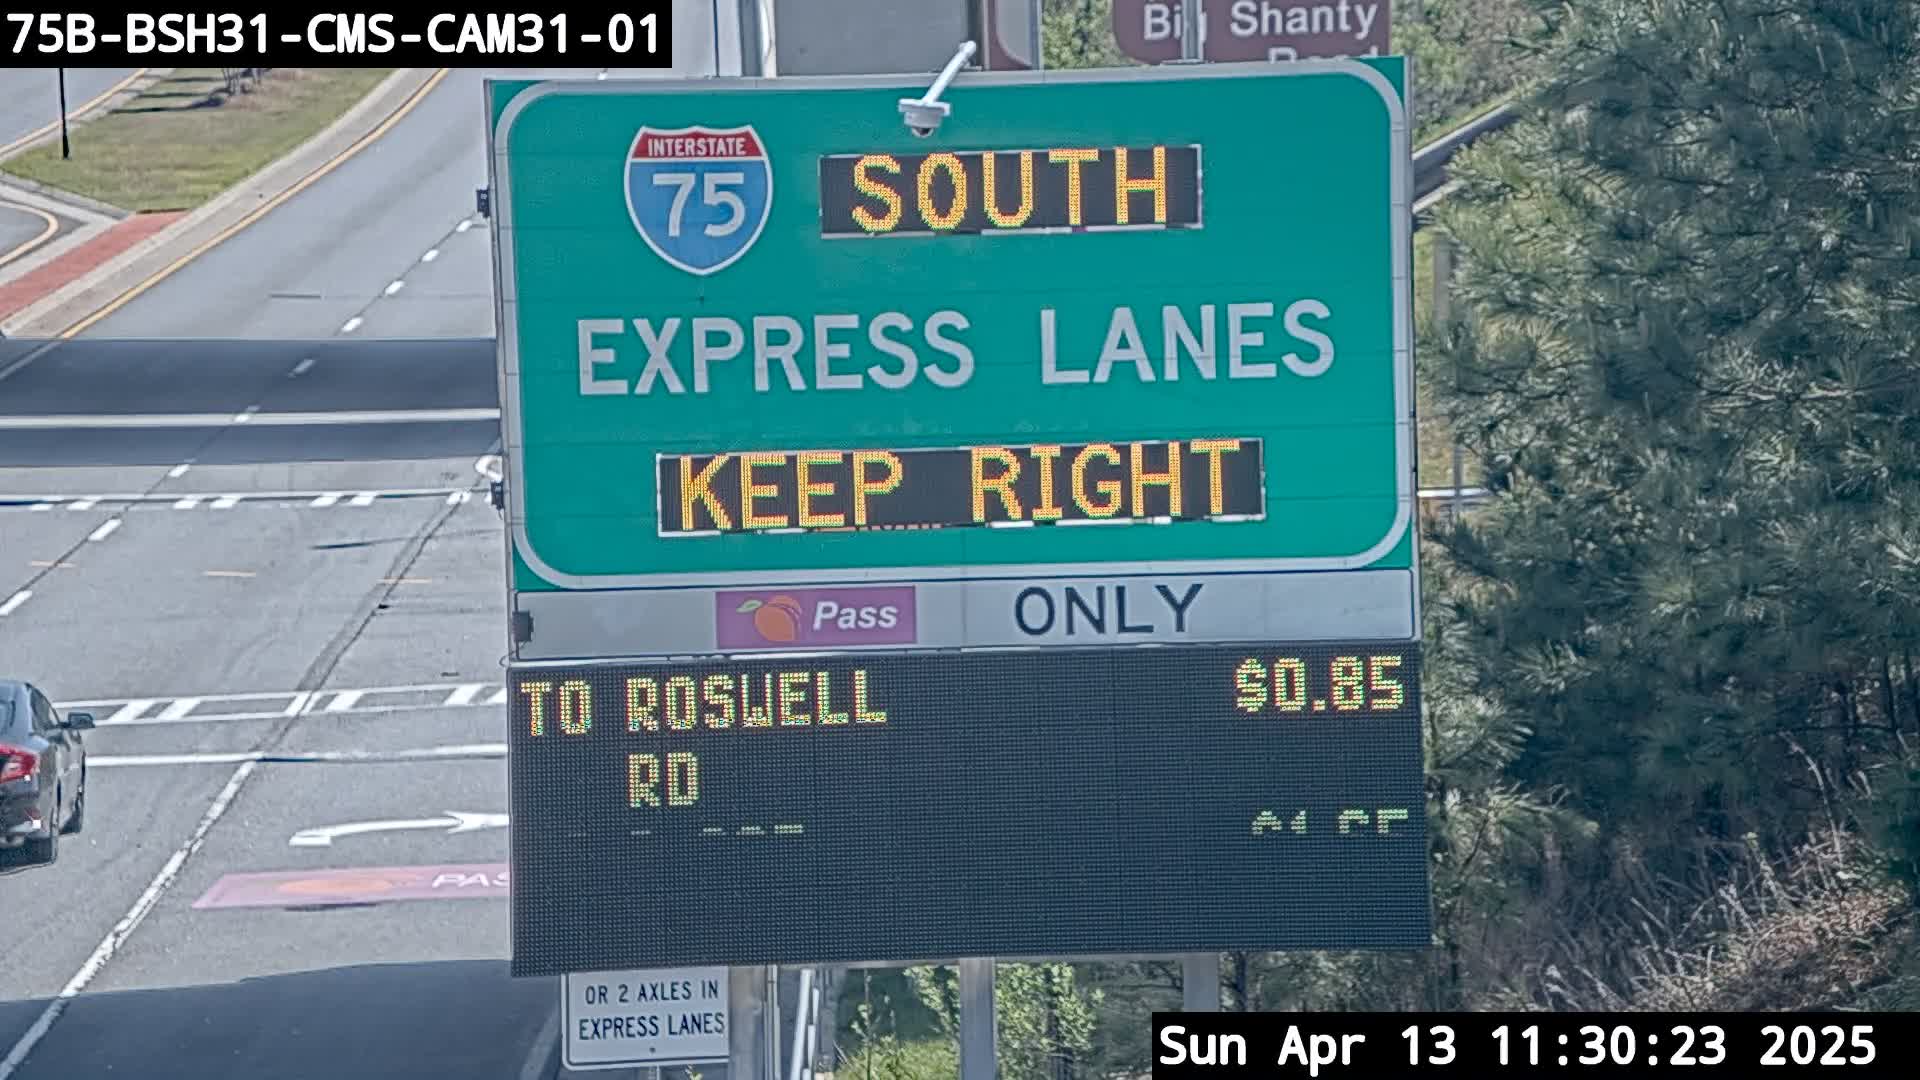 75B-BSH31-CMS-CAM31-01
Big Shanty
INTERSTATE
75
SOUTH
EXPRESS LANES
KEEP RIGHT
Pass
ONLY
TO ROSWELL $0.85
RD
OR 2 AXLES IN
EXPRESS LANES
Sun Apr 13 11:30:23 2025